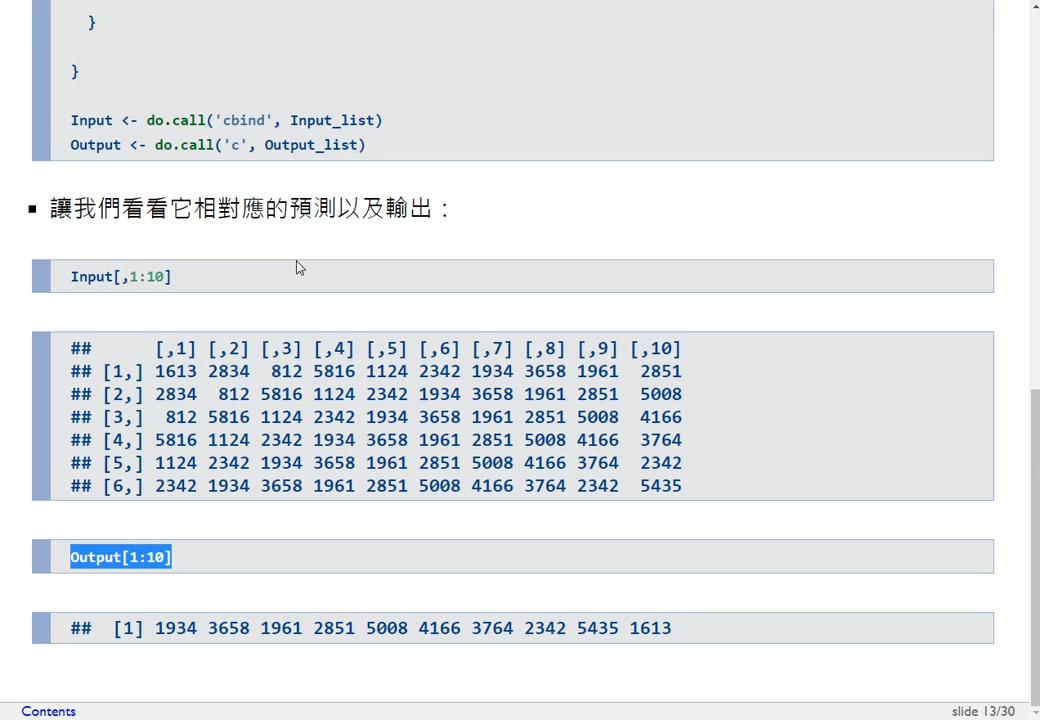 }
}
Input <- do.call('cbind', Input_list)
Output <- do.call('c', Output_list)
讓我們看看它相對應的預測以及輸出：
Input[,1:10]
##      [,1] [,2] [,3] [,4] [,5] [,6] [,7] [,8] [,9] [,10]
## [1,] 1613 2834  812 5816 1124 2342 1934 3658 1961  2851
## [2,] 2834  812 5816 1124 2342 1934 3658 1961 2851  5008
## [3,]  812 5816 1124 2342 1934 3658 1961 2851 5008  4166
## [4,] 5816 1124 2342 1934 3658 1961 2851 5008 4166  3764
## [5,] 1124 2342 1934 3658 1961 2851 5008 4166 3764  2342
## [6,] 2342 1934 3658 1961 2851 5008 4166 3764 2342  5435
Output[1:10]
##  [1] 1934 3658 1961 2851 5008 4166 3764 2342 5435 1613
Contents
slide 13/30